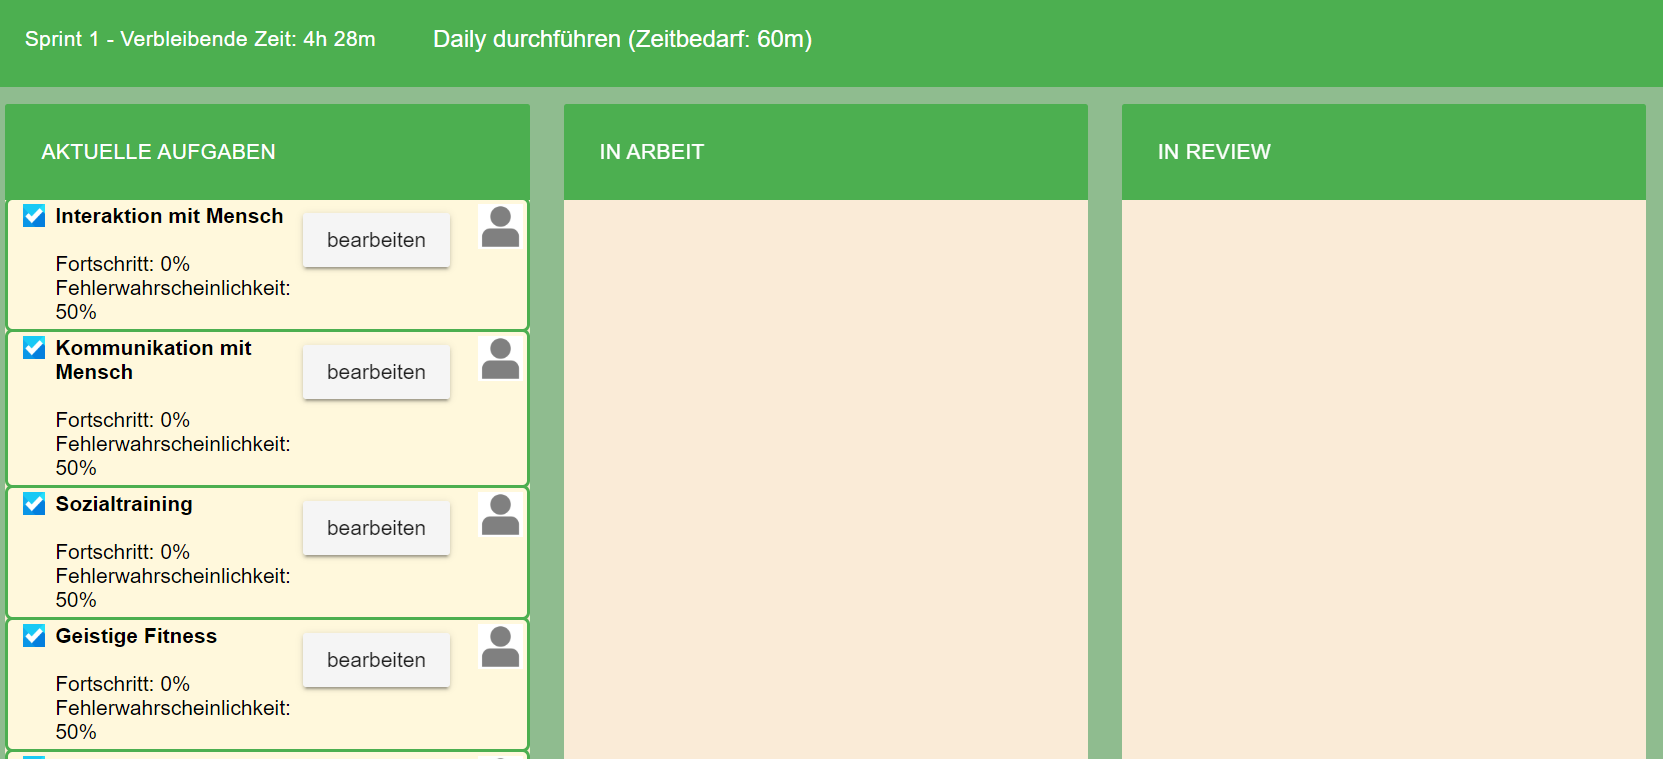 Sprint 1 - Verbleibende Zeit: 4h 28m
Daily durchführen (Zeitbedarf: 60m)
AKTUELLE AUFGABEN
Interaktion mit Mensch
bearbeiten
Fortschritt: 0%
Fehlerwahrscheinlichkeit:
50%
Kommunikation mit
Mensch
bearbeiten
Fortschritt: 0%
Fehlerwahrscheinlichkeit:
50%
Sozialtraining
bearbeiten
Fortschritt: 0%
Fehlerwahrscheinlichkeit:
50%
Geistige Fitness
bearbeiten
Fortschritt: 0%
Fehlerwahrscheinlichkeit:
50%
IN ARBEIT
IN REVIEW